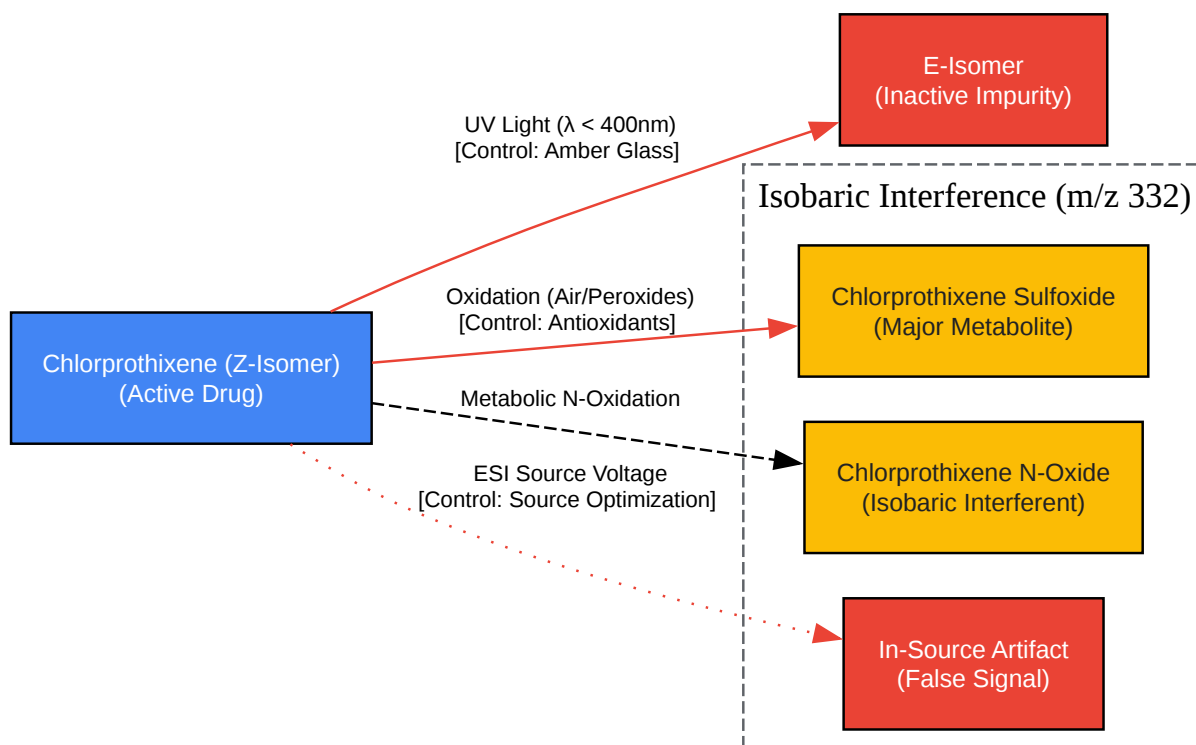 E-Isomer
(Inactive Impurity)
UV Light (λ < 400nm)
[Control: Amber Glass]
Isobaric Interference (m/z 332)
Chlorprothixene Sulfoxide
(Major Metabolite)
Oxidation (Air/Peroxides)
[Control: Antioxidants]
Chlorprothixene (Z-Isomer)
(Active Drug)
Metabolic N-Oxidation
Chlorprothixene N-Oxide
(Isobaric Interferent)
ESI Source Voltage
[Control: Source Optimization]
In-Source Artifact
(False Signal)